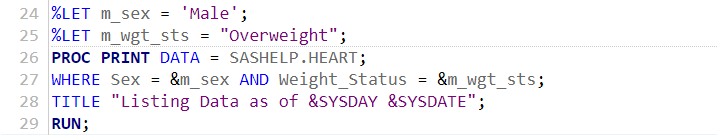 24 %LET m_sex = 'Male';
25 %LET m_wgt_sts = "Overweight";
26 PROC PRINT DATA = SASHELP.HEART;
27 WHERE Sex = &m_sex AND Weight_Status = &m_wgt_sts;
28 TITLE "Listing Data as of &SYSDAY &SYSDATE";
29 RUN;